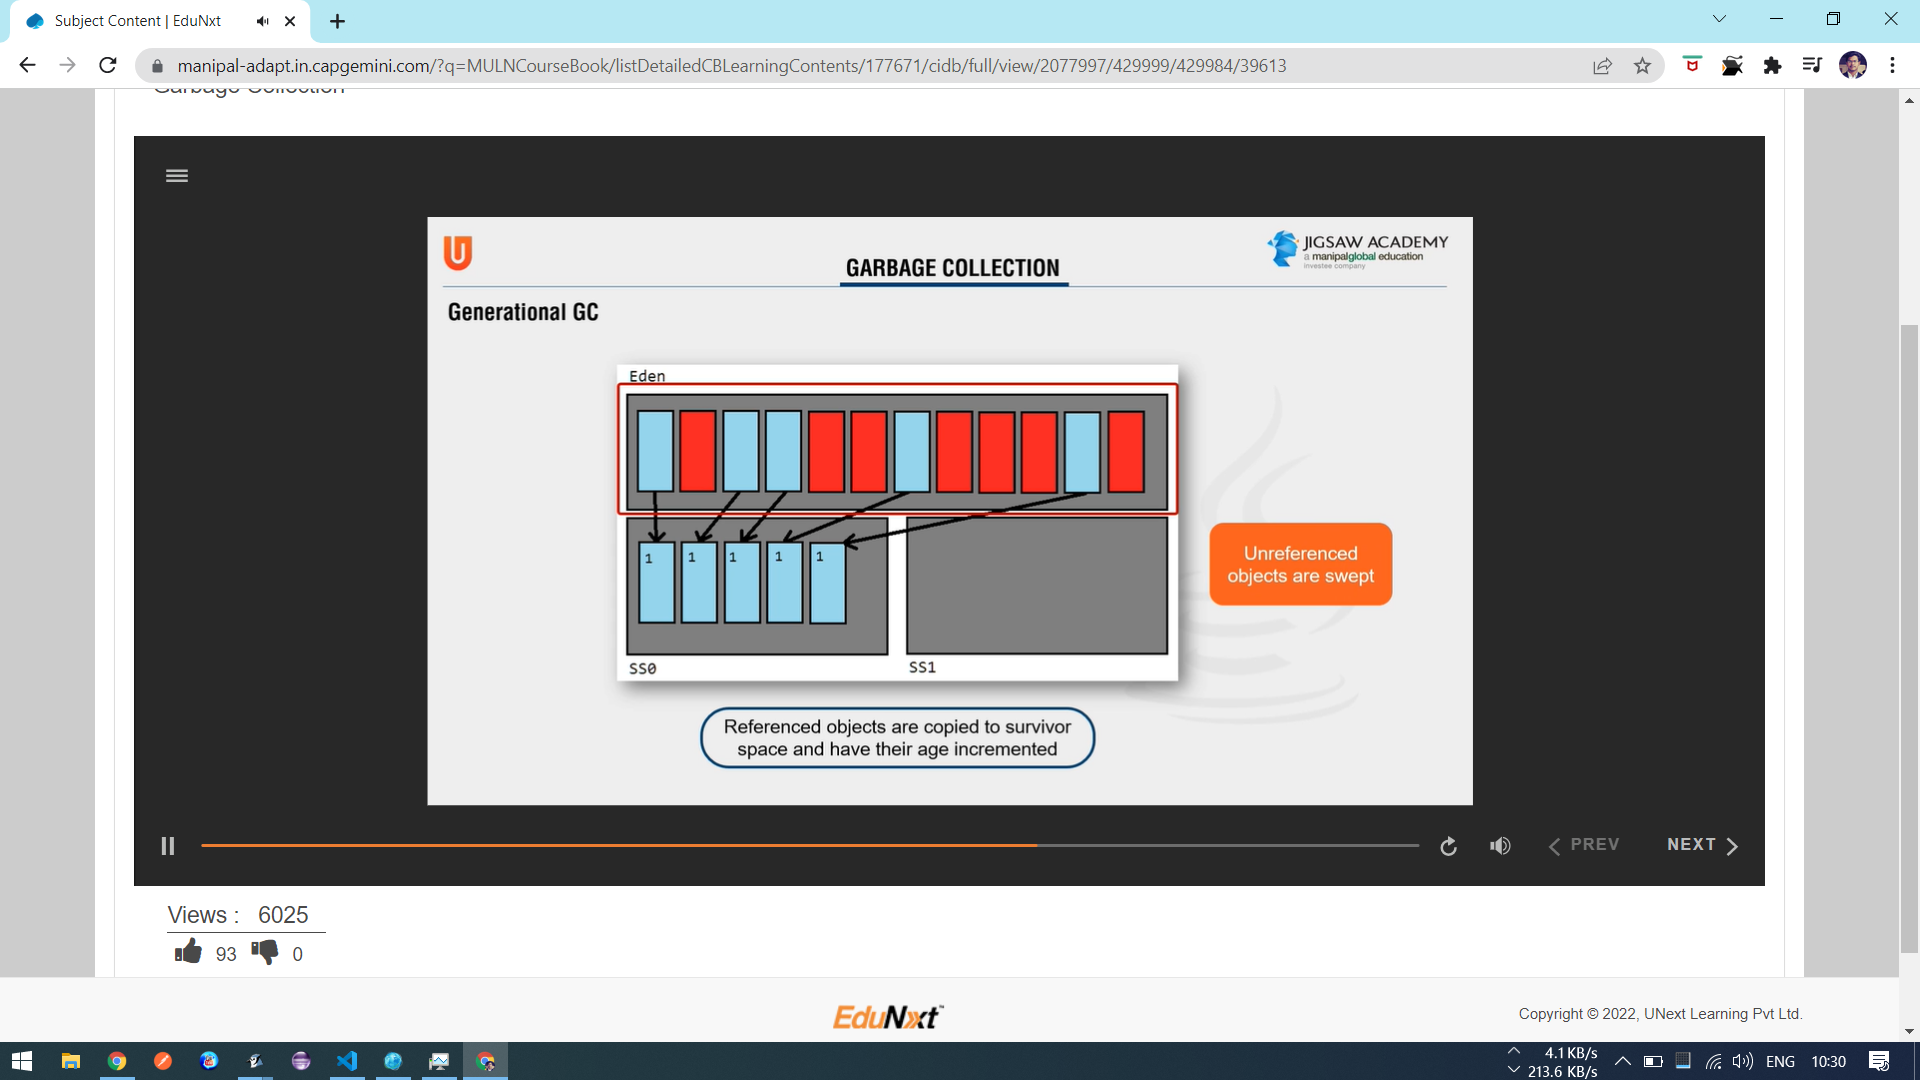 Subject Content | EduNxt
manipal-adapt.in.capgemini.com/?q=MULNCourseBook/listDetailedCBLearningContents/177671/cidb/full/view/2077997/429999/429984/39613
Garbage Collection
JIGSAW ACADEMY
a manipalglobal education
investee company
GARBAGE COLLECTION
Generational GC
Eden
1 1 1 1 1
SS0
SS1
Unreferenced
objects are swept
Referenced objects are copied to survivor
space and have their age incremented
PREV
NEXT
Views : 6025
93 0
EduNxt™
Copyright © 2022, UNext Learning Pvt Ltd.
4.1 KB/s
213.6 KB/s
ENG
10:30